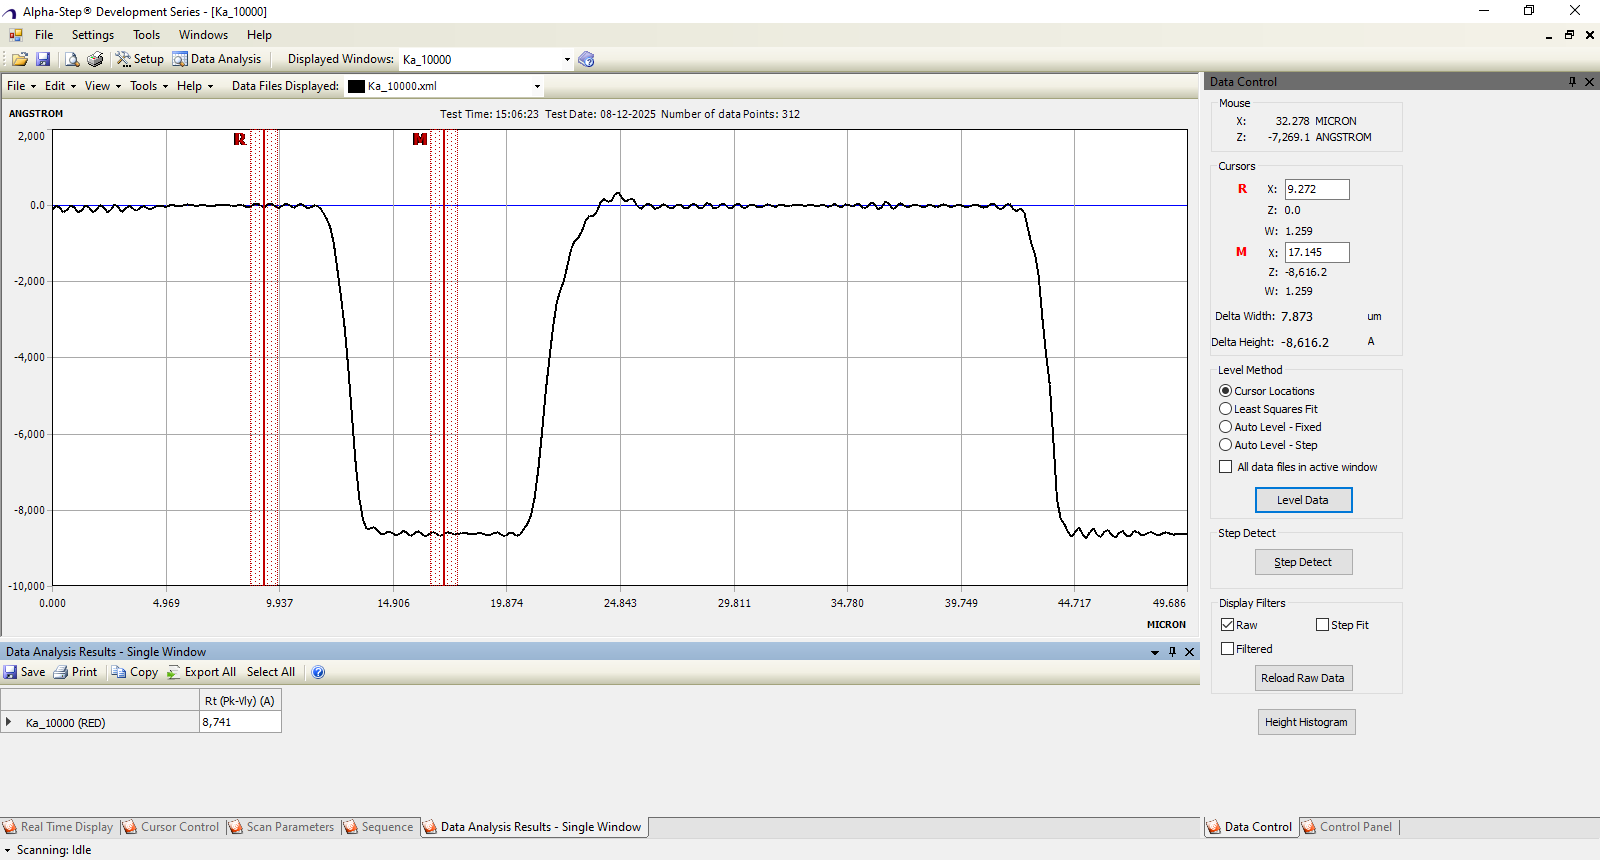 Alpha-Step® Development Series - [Ka_10000]
File Settings Tools Windows Help
Setup Data Analysis Displayed Windows: Ka_10000
File Edit View Tools Help Data Files Displayed: Ka_10000.xml
ANGSTROM
Test Time: 15:06:23 Test Date: 08-12-2025 Number of data Points: 312
R M
2,000
0.0
-2,000
-4,000
-6,000
-8,000
-10,000
0.000 4.969 9.937 14.906 19.874 24.843 29.811 34.780 39.749 44.717 49.686
MICRON
Data Analysis Results - Single Window
Save Print Copy Export All Select All
Rt (Pk-Vly) (A)
Ka_10000 (RED) 8,741
Real Time Display Cursor Control Scan Parameters Sequence Data Analysis Results - Single Window
Scanning: Idle
Data Control
Mouse
X: 32.278 MICRON
Z: -7,269.1 ANGSTROM
Cursors
R X: 9.272
Z: 0.0
W: 1.259
M X: 17.145
Z: -8,616.2
W: 1.259
Delta Width: 7.873 um
Delta Height: -8,616.2 A
Level Method
Cursor Locations
Least Squares Fit
Auto Level - Fixed
Auto Level - Step
All data files in active window
Level Data
Step Detect
Step Detect
Display Filters
Raw Step Fit
Filtered
Reload Raw Data
Height Histogram
Data Control Control Panel